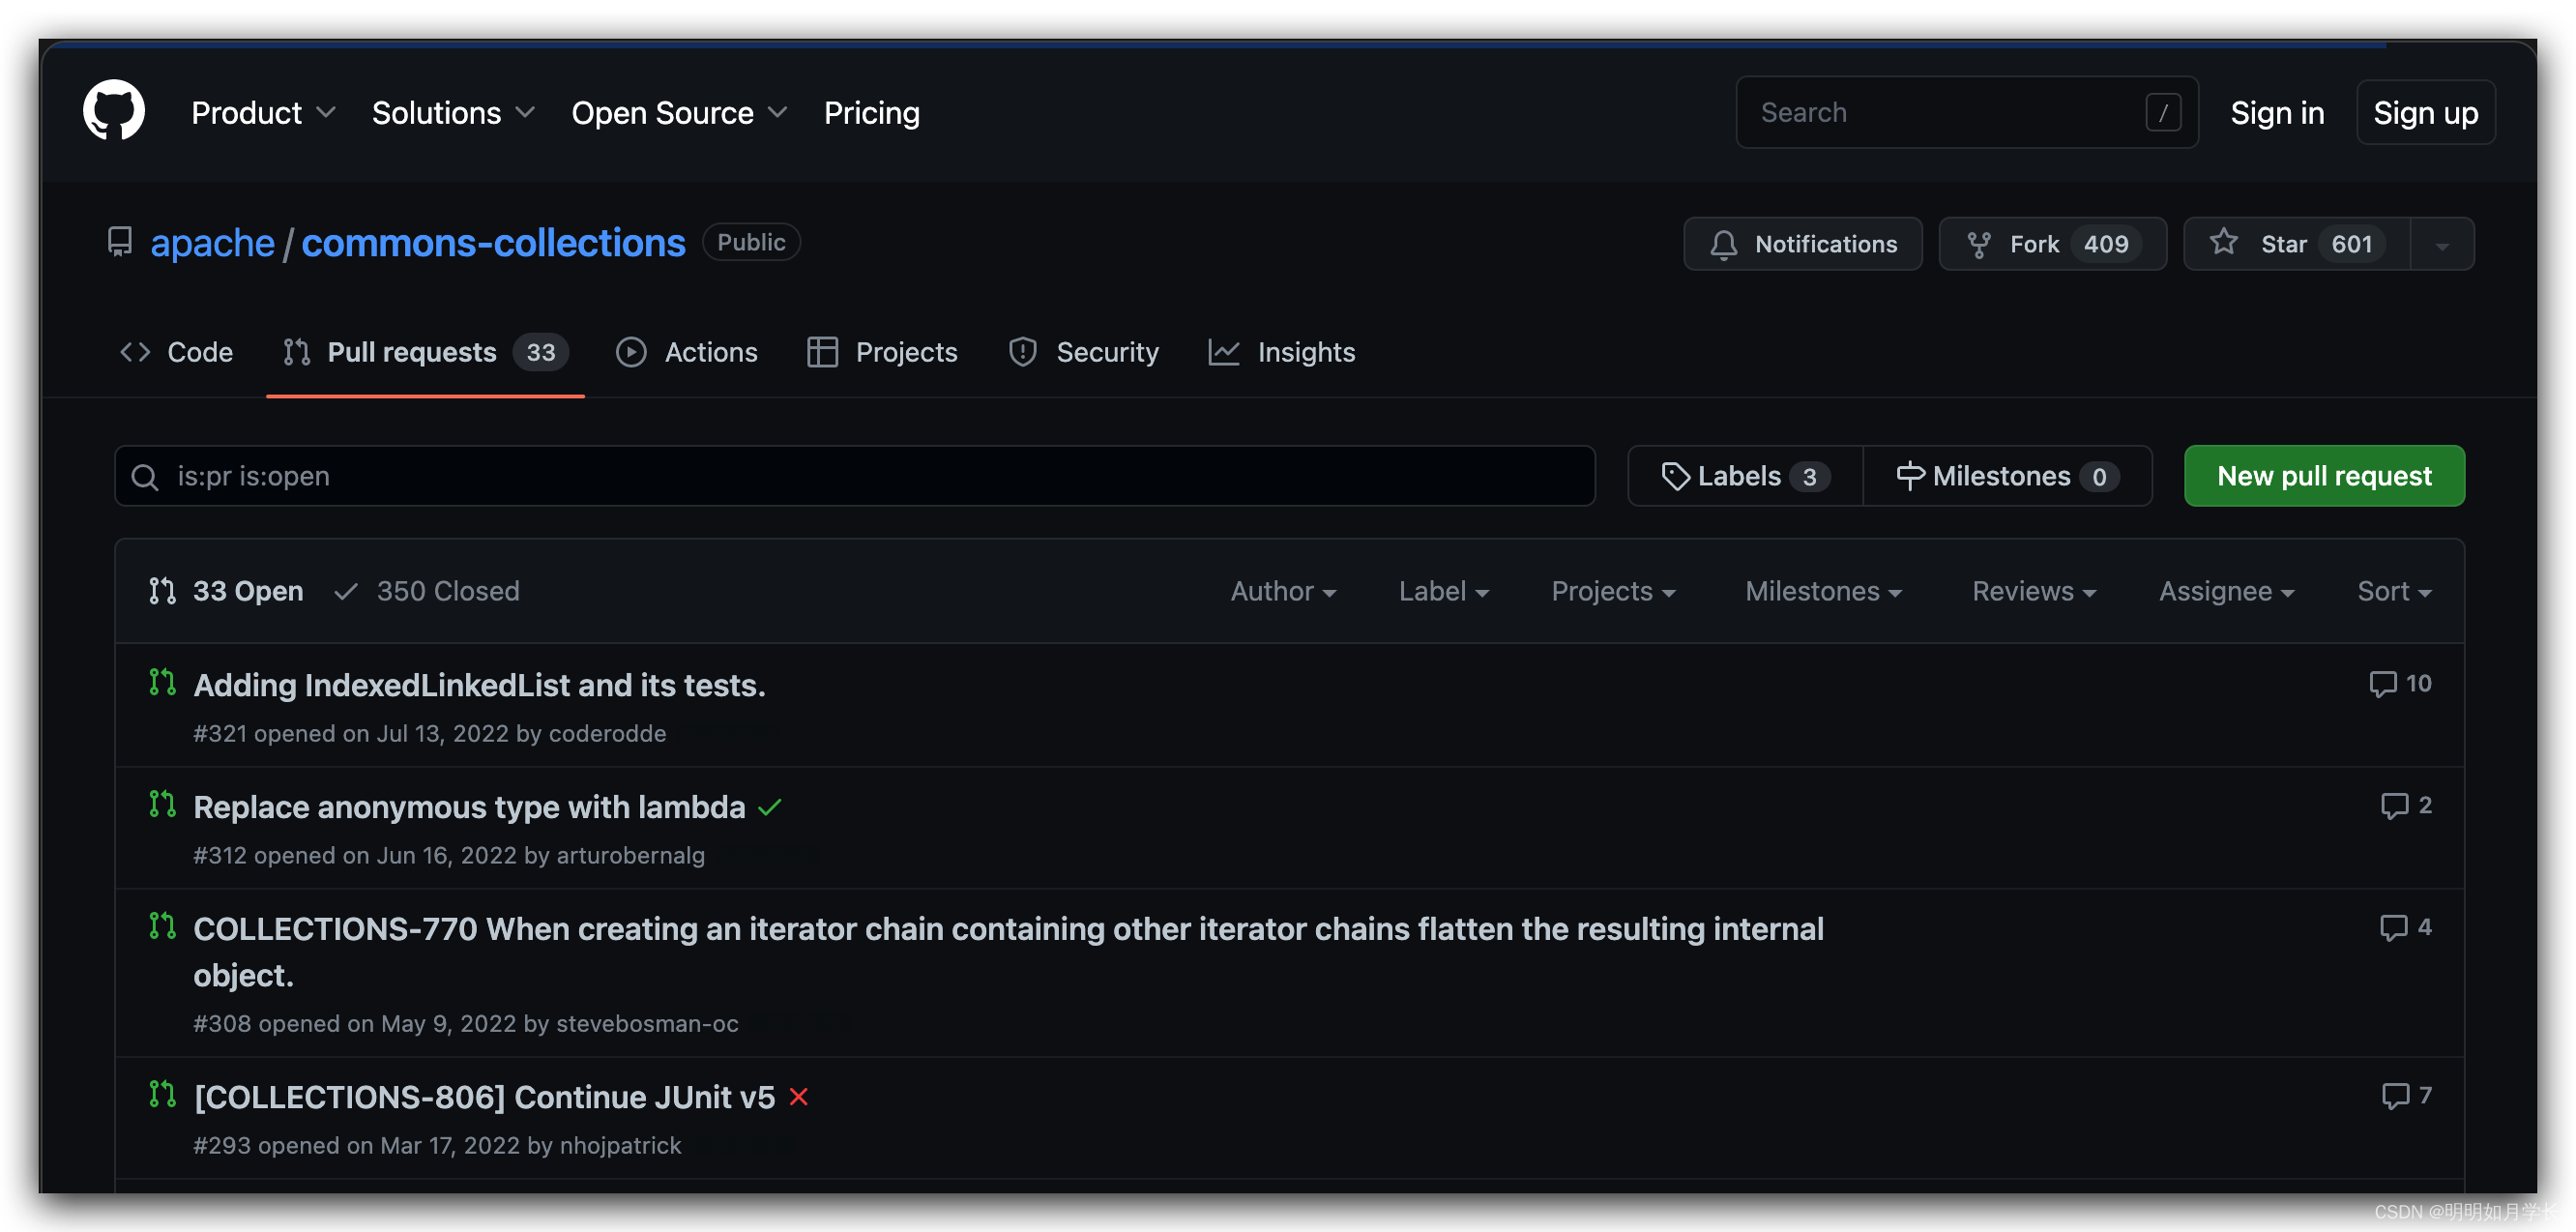 Product Solutions Open Source Pricing Search / Sign in Sign up
apache / commons-collections Public Notifications Fork 409 Star 601
Code Pull requests 33 Actions Projects Security Insights
is:pr is:open Labels 3 Milestones 0 New pull request
33 Open 350 Closed Author Label Projects Milestones Reviews Assignee Sort
Adding IndexedLinkedList and its tests. 10
#321 opened on Jul 13, 2022 by coderodde
Replace anonymous type with lambda 2
#312 opened on Jun 16, 2022 by arturobernalg
COLLECTIONS-770 When creating an iterator chain containing other iterator chains flatten the resulting internal 4
object.
#308 opened on May 9, 2022 by stevebosman-oc
[COLLECTIONS-806] Continue JUnit v5 7
#293 opened on Mar 17, 2022 by nhojpatrick
CSDN @明明如月学长